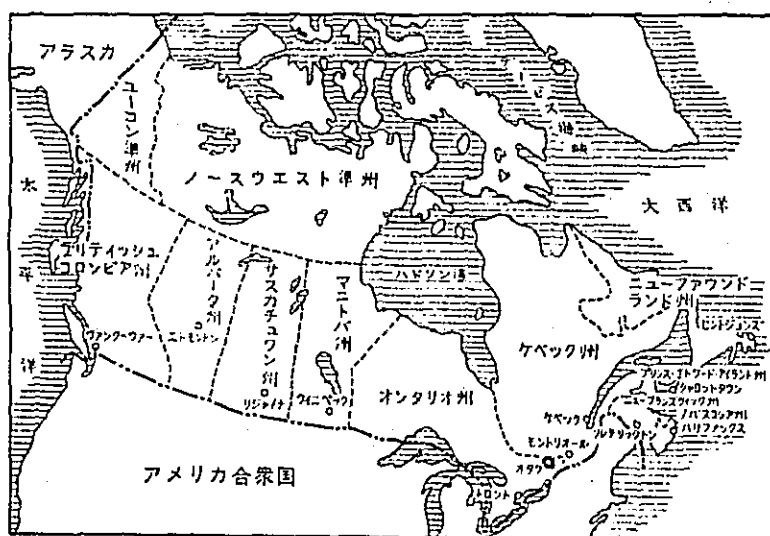 アラスカ
ユーコン準州
ービス海峡
ノースウエスト準州
太平洋
大西洋
ブリティッシュ
コロンビア州
アルバータ州
サスカチュワン州
マニトバ州
ハドソン湾
ニューファウンド
ランド州
セントジョンズ
ヴァンクーヴァー
エドモントン
ケベック州
プリンス・エドワード・アイランド州
シャロットタウン
ニューブランズウィック州
ノバスコシア州
ハリファックス
リジャイナ
ウィニペック
オンタリオ州
ケベック
モントリオール
フレデリックトン
オタワ
トロント
アメリカ合衆国